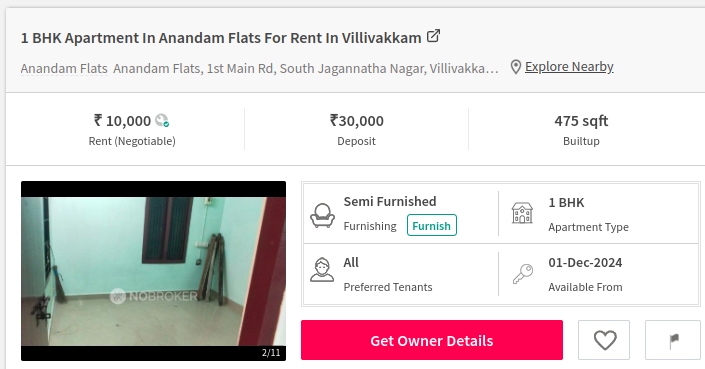 1 BHK Apartment In Anandam Flats For Rent In Villivakkam
Anandam Flats Anandam Flats, 1st Main Rd, South Jagannatha Nagar, Villivakka... Explore Nearby
₹ 10,000 ₹30,000 475 sqft
Rent (Negotiable) Deposit Builtup
Semi Furnished 1 BHK
Furnishing Furnish Apartment Type
All 01-Dec-2024
Preferred Tenants Available From
NOBROKER
2/11
Get Owner Details